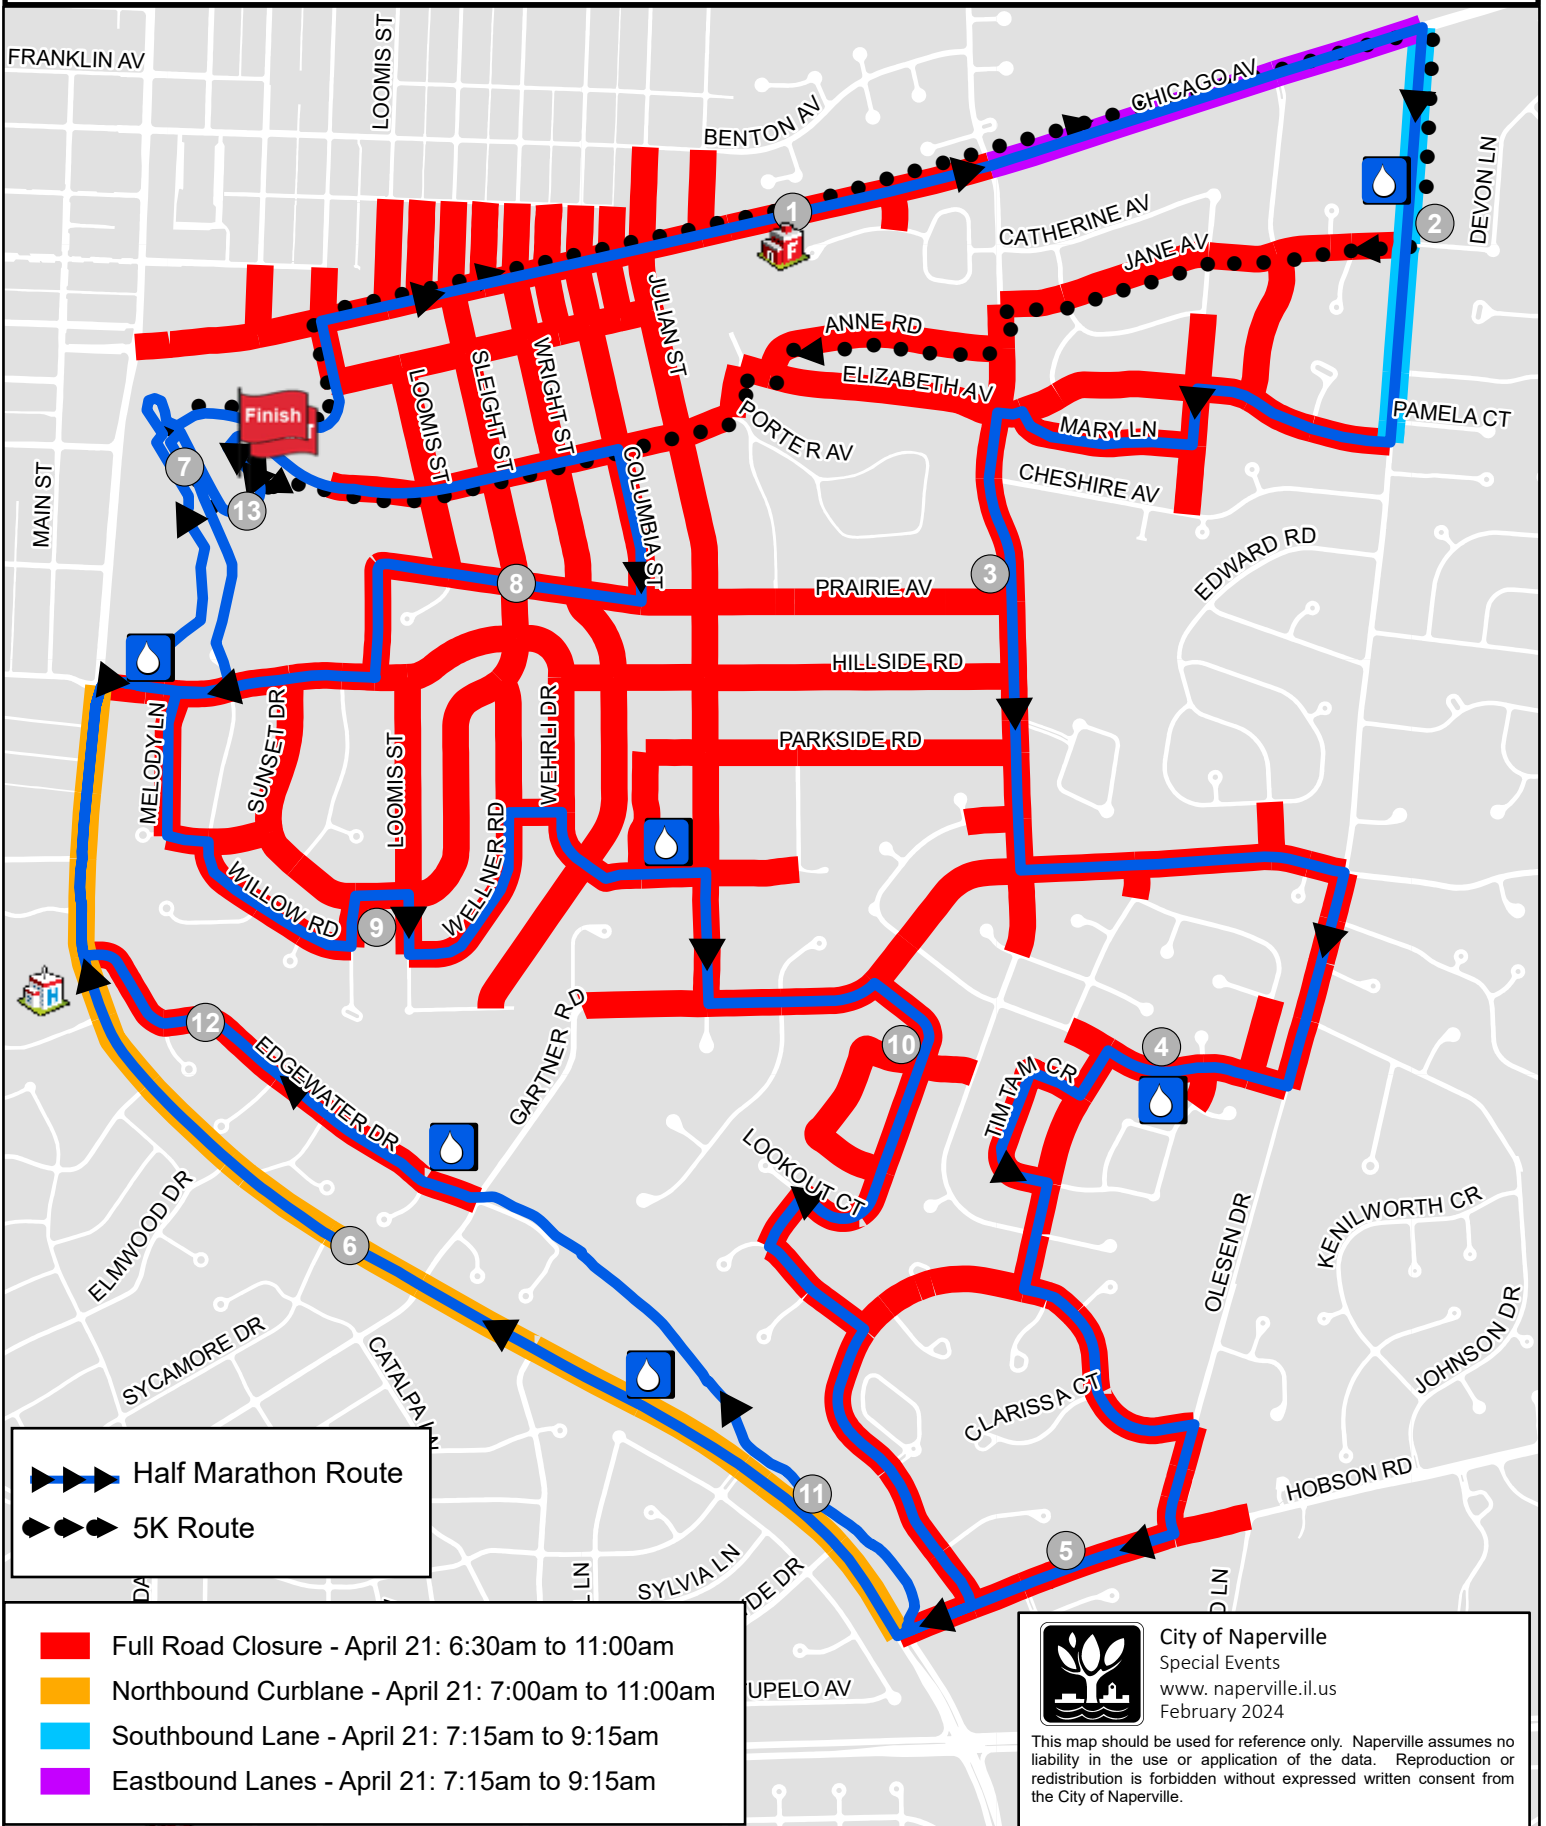 FRANKLIN AV
LOOMIS ST
BENTON AV
CHICAGO AV
DEVON LN
1
F
2
CATHERINE AV
JANE AV
JULIAN ST
ANNE RD
ELIZABETH AV
SLEIGHT ST
WRIGHT ST
LOOMIS ST
Finish
PORTER AV
MARY LN
PAMELA CT
MAIN ST
7
13
COLUMBIA ST
CHESHIRE AV
EDWARD RD
8
3
PRAIRIE AV
HILLSIDE RD
MELODY LN
SUNSET DR
LOOMIS ST
WEHRLI DR
PARKSIDE RD
WILLOW RD
9
WELLNER RD
H
12
GARTNER RD
10
4
EDGEWATER DR
TIM TAM CR
LOOKOUT CT
ELMWOOD DR
6
OLESEN DR
KENILWORTH CR
SYCAMORE DR
CATALPA LN
JOHNSON DR
CLARISSA CT
11
HOBSON RD
5
SYLVIA LN
DE DR
LN
DA
D LN
UPELO AV
Half Marathon Route
5K Route
Full Road Closure - April 21: 6:30am to 11:00am
Northbound Curblane - April 21: 7:00am to 11:00am
Southbound Lane - April 21: 7:15am to 9:15am
Eastbound Lanes - April 21: 7:15am to 9:15am
City of Naperville
Special Events
www. naperville.il.us
February 2024
This map should be used for reference only. Naperville assumes no
liability in the use or application of the data. Reproduction or
redistribution is forbidden without expressed written consent from
the City of Naperville.